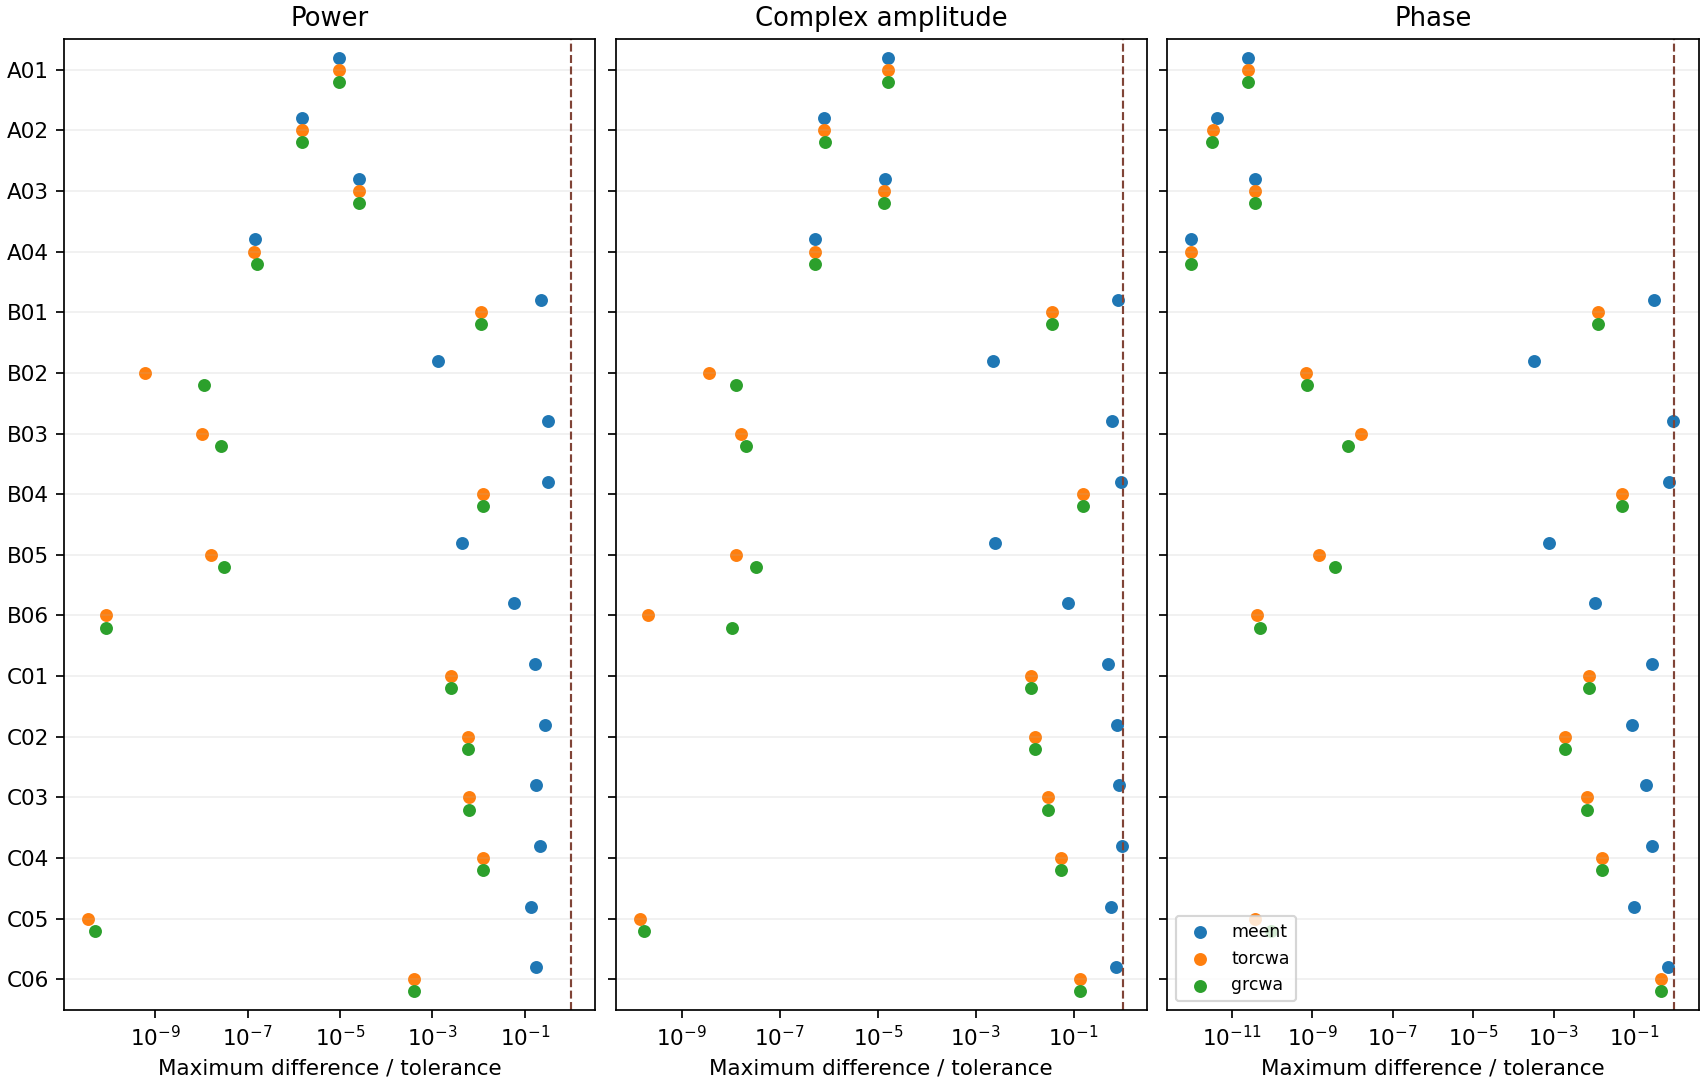 Power
Complex amplitude
Phase
A01
A02
A03
A04
B01
B02
B03
B04
B05
B06
C01
C02
C03
C04
C05
C06
meent
torcwa
grcwa
10⁻⁹ 10⁻⁷ 10⁻⁵ 10⁻³ 10⁻¹
10⁻⁹ 10⁻⁷ 10⁻⁵ 10⁻³ 10⁻¹
10⁻¹¹ 10⁻⁹ 10⁻⁷ 10⁻⁵ 10⁻³ 10⁻¹
Maximum difference / tolerance
Maximum difference / tolerance
Maximum difference / tolerance